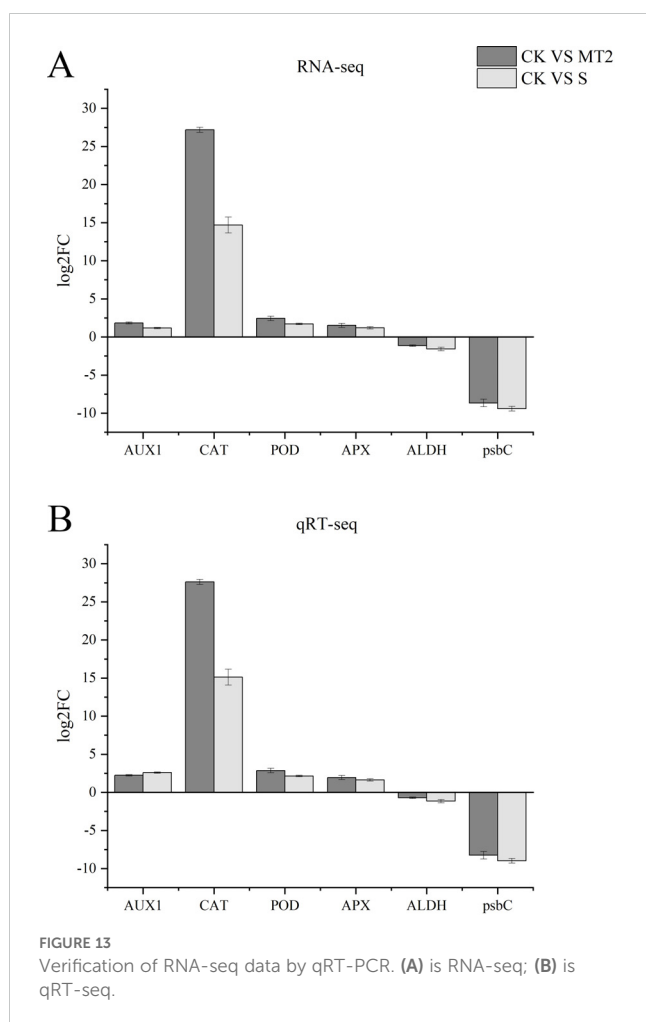 A
RNA-seq
CK VS MT2
CK VS S
30
25
20
15
10
5
0
-5
-10
log2FC
AUX1 CAT POD APX ALDH psbC
B
qRT-seq
30
25
20
15
10
5
0
-5
-10
log2FC
AUX1 CAT POD APX ALDH psbC
FIGURE 13
Verification of RNA-seq data by qRT-PCR. (A) is RNA-seq; (B) is
qRT-seq.